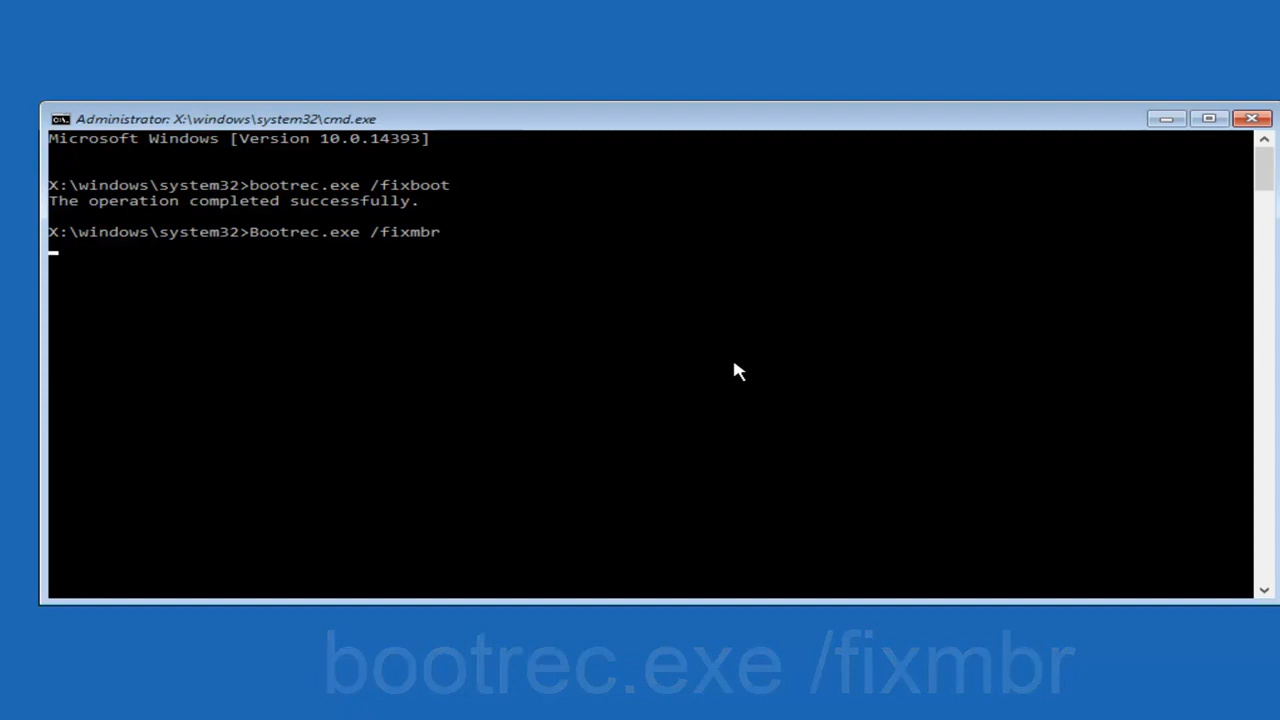 Administrator: X:\windows\system32\cmd.exe
Microsoft Windows [Version 10.0.14393]
X:\windows\system32>bootrec.exe /fixboot
The operation completed successfully.
X:\windows\system32>Bootrec.exe /fixmbr
bootrec.exe /fixmbr